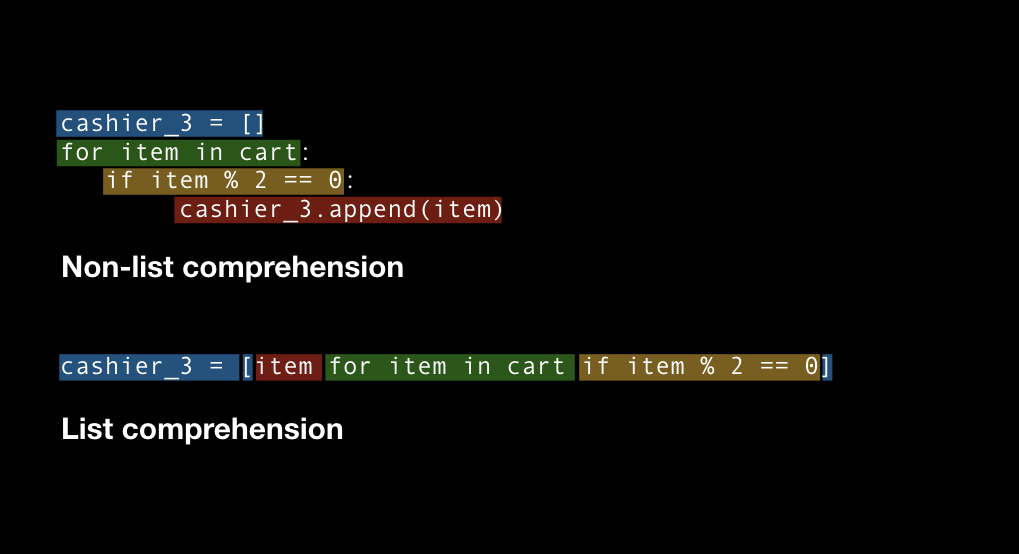 cashier_3 = []
for item in cart:
if item % 2 == 0:
cashier_3.append(item)
Non-list comprehension
cashier_3 = [item for item in cart if item % 2 == 0]
List comprehension